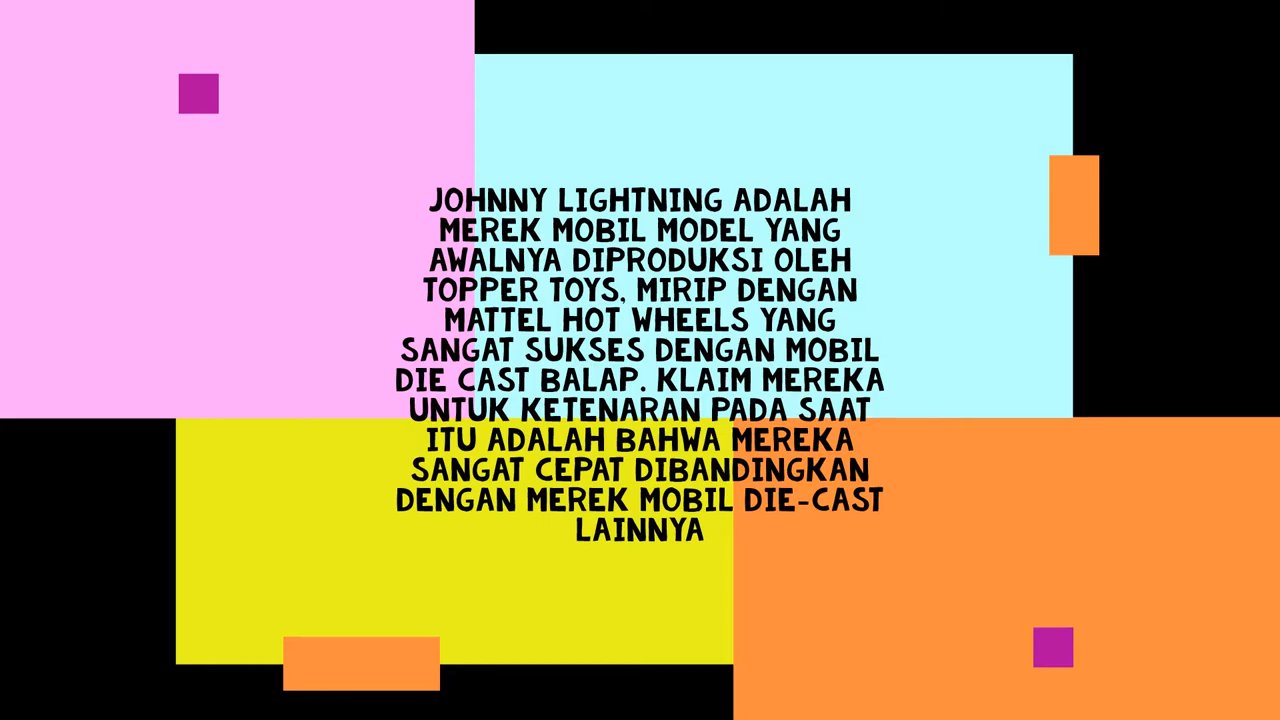 JOHNNY LIGHTNING ADALAH
MEREK MOBIL MODEL YANG
AWALNYA DIPRODUKSI OLEH
TOPPER TOYS, MIRIP DENGAN
MATTEL HOT WHEELS YANG
SANGAT SUKSES DENGAN MOBIL
DIE CAST BALAP. KLAIM MEREKA
UNTUK KETENARAN PADA SAAT
ITU ADALAH BAHWA MEREKA
SANGAT CEPAT DIBANDINGKAN
DENGAN MEREK MOBIL DIE-CAST
LAINNYA